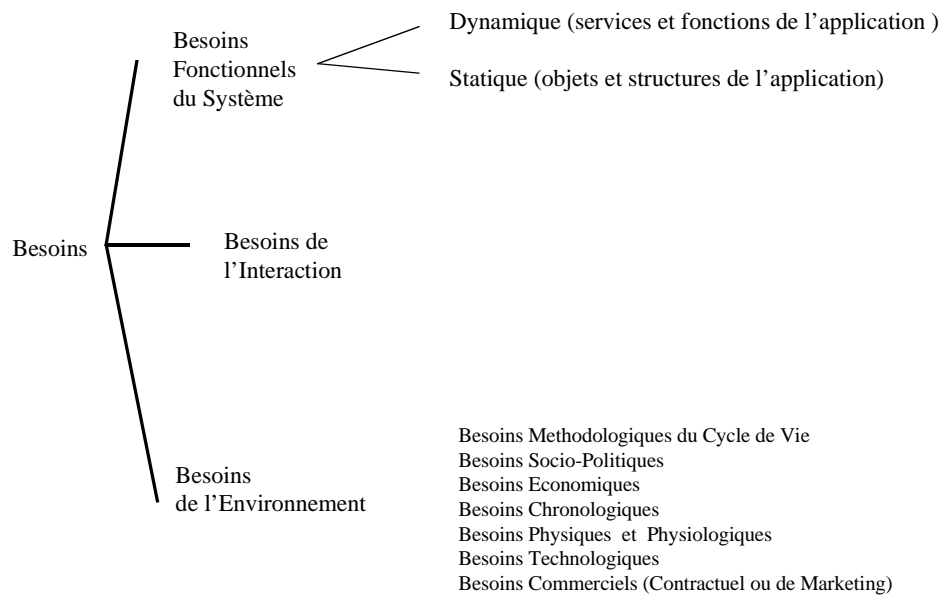 Dynamique (services et fonctions de l’application )
Besoins
Fonctionnels
du Système
Statique (objets et structures de l’application)
Besoins
Besoins de
l’Interaction
Besoins
de l’Environnement
Besoins Methodologiques du Cycle de Vie
Besoins Socio-Politiques
Besoins Economiques
Besoins Chronologiques
Besoins Physiques et Physiologiques
Besoins Technologiques
Besoins Commerciels (Contractuel ou de Marketing)